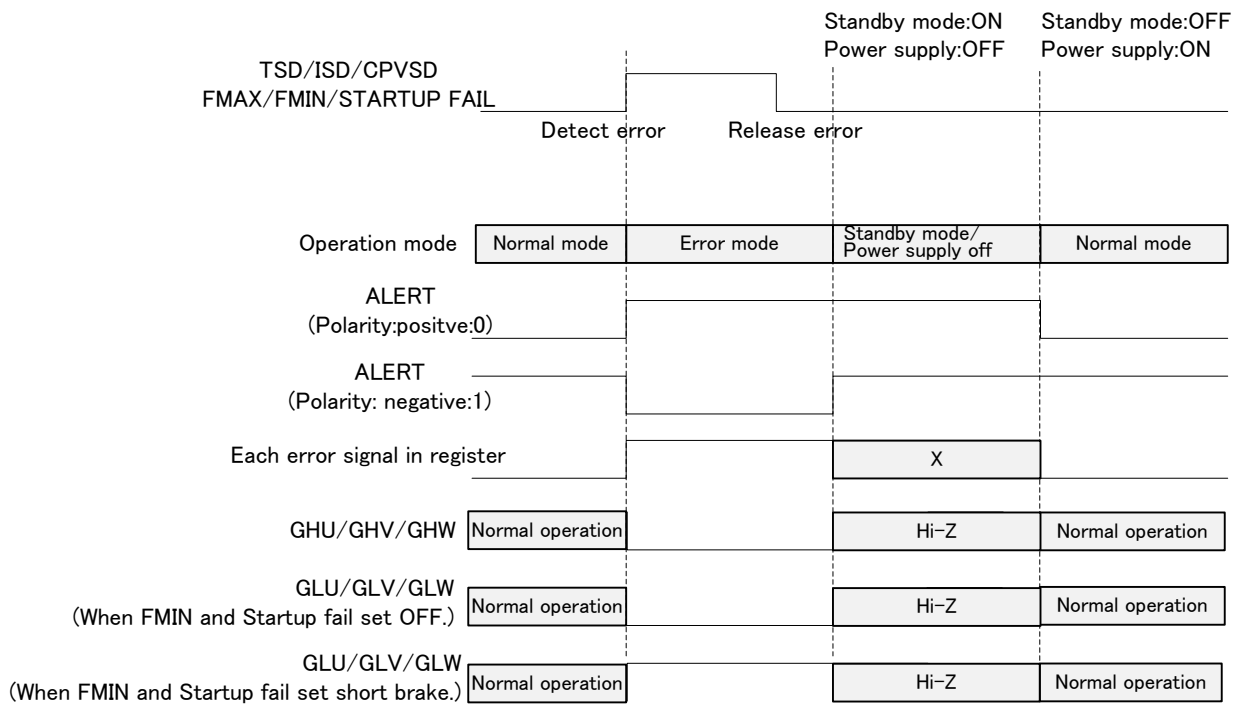 Standby mode:ON
Power supply:OFF
Standby mode:OFF
Power supply:ON
TSD/ISD/CPVSD
FMAX/FMIN/STARTUP FAIL
Detect error
Release error
Operation mode
Normal mode
Error mode
Standby mode/
Power supply off
Normal mode
ALERT
(Polarity:positve:0)
ALERT
(Polarity: negative:1)
Each error signal in register
X
GHU/GHV/GHW
Normal operation
Hi-Z
Normal operation
GLU/GLV/GLW
(When FMIN and Startup fail set OFF.)
Normal operation
Hi-Z
Normal operation
GLU/GLV/GLW
(When FMIN and Startup fail set short brake.)
Normal operation
Hi-Z
Normal operation